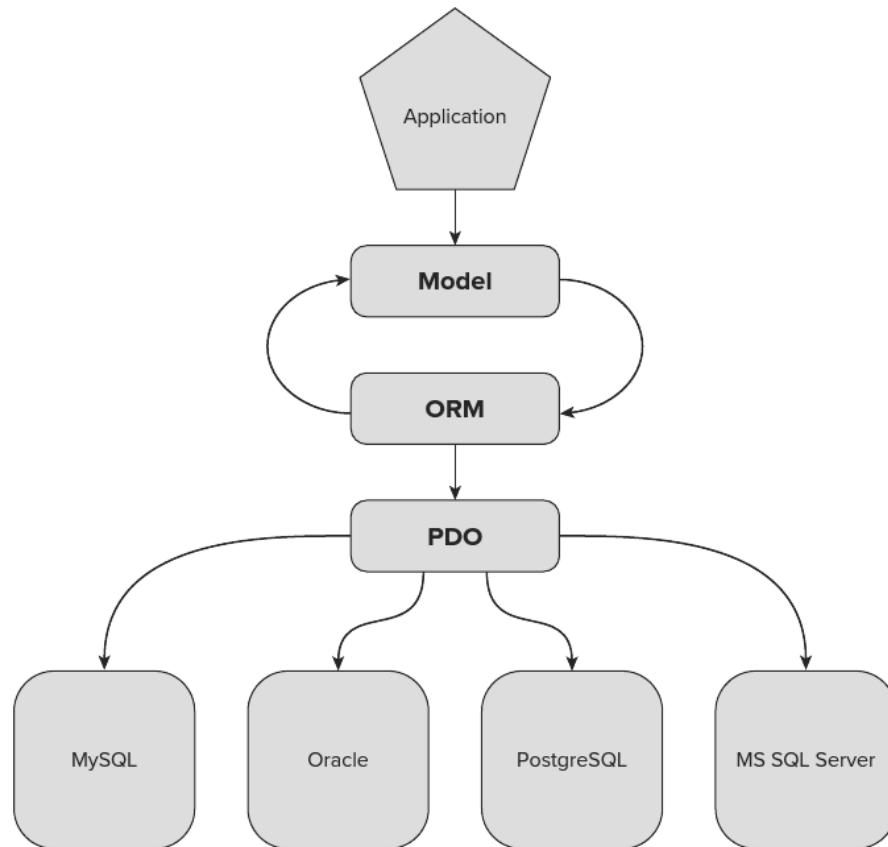 Application
Model
ORM
PDO
MySQL
Oracle
PostgreSQL
MS SQL Server